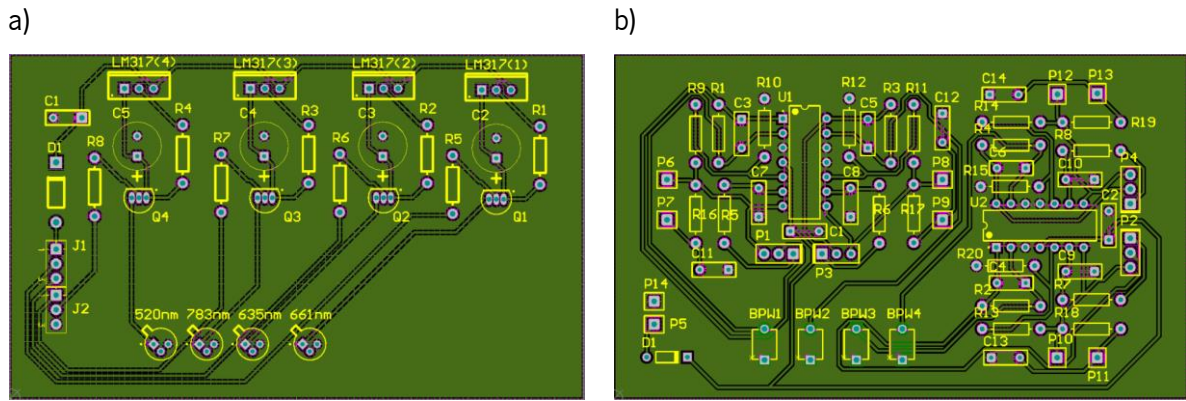 a)
b)
LM317(4) LM317(3) LM317(2) LM317(1)
C1 C5 R4 C4 R3 C3 R2 C2 R1
D1 R8 R7 R6 R5
+ + + +
Q4 Q3 Q2 Q1
J1
J2
520nm 783nm 635nm 661nm
C14 P12 P13
R9 R1 C3 R10 U1 R12 C5 R3 R11 C12
R14 R19
R4 R8
P6 C7 C8 P8 C6 C10 P4
R15
P7 R16 R5 R6 R17 P9 U2 C2
P1 C1 P3 P2
C11 R20 C4 C9
P14 R2 R7
P5 R13 R18
BPW1 BPW2 BPW3 BPW4
D1 C13 P10 P11